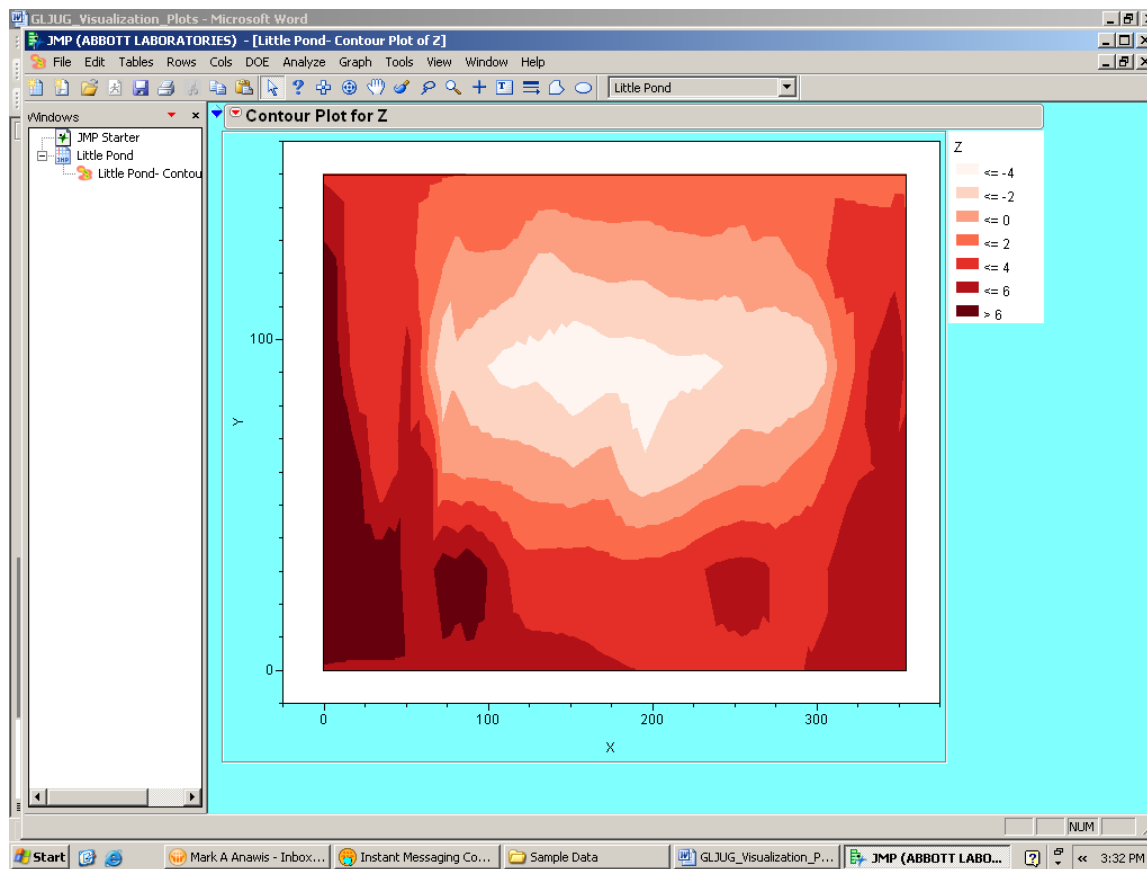 GLJUG_Visualization_Plots - Microsoft Word
JMP (ABBOTT LABORATORIES) - [Little Pond- Contour Plot of Z]
File Edit Tables Rows Cols DOE Analyze Graph Tools View Window Help
Little Pond
Windows
JMP Starter
Little Pond
Little Pond- Contou
Contour Plot for Z
Z
<= -4
<= -2
<= 0
<= 2
<= 4
<= 6
> 6
100
Y
0
0 100 200 300
X
NUM
Start Mark A Anawis - Inbox... Instant Messaging Co... Sample Data GLJUG_Visualization_P... JMP (ABBOTT LABO... 3:32 PM